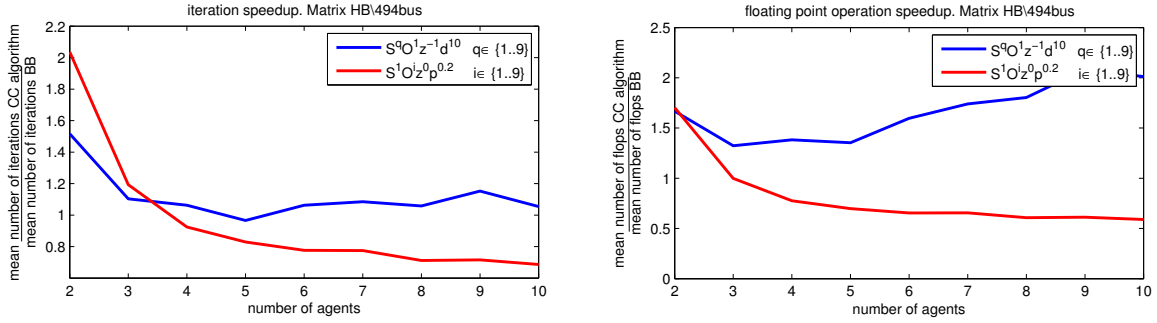 iteration speedup. Matrix HB\494bus
mean number of iterations CC algorithm
mean number of iterations BB
2.2
2
1.8
1.6
1.4
1.2
1
0.8
S^qO^1z^-1d^10 q∈ {1..9}
S^1O^iz^0p^0.2 i∈ {1..9}
2 3 4 5 6 7 8 9 10
number of agents
floating point operation speedup. Matrix HB\494bus
mean number of flops CC algorithm
mean number of flops BB
2.5
2
1.5
1
0.5
0
S^qO^1z^-1d^10 q∈ {1..9}
S^1O^iz^0p^0.2 i∈ {1..9}
2 3 4 5 6 7 8 9 10
number of agents